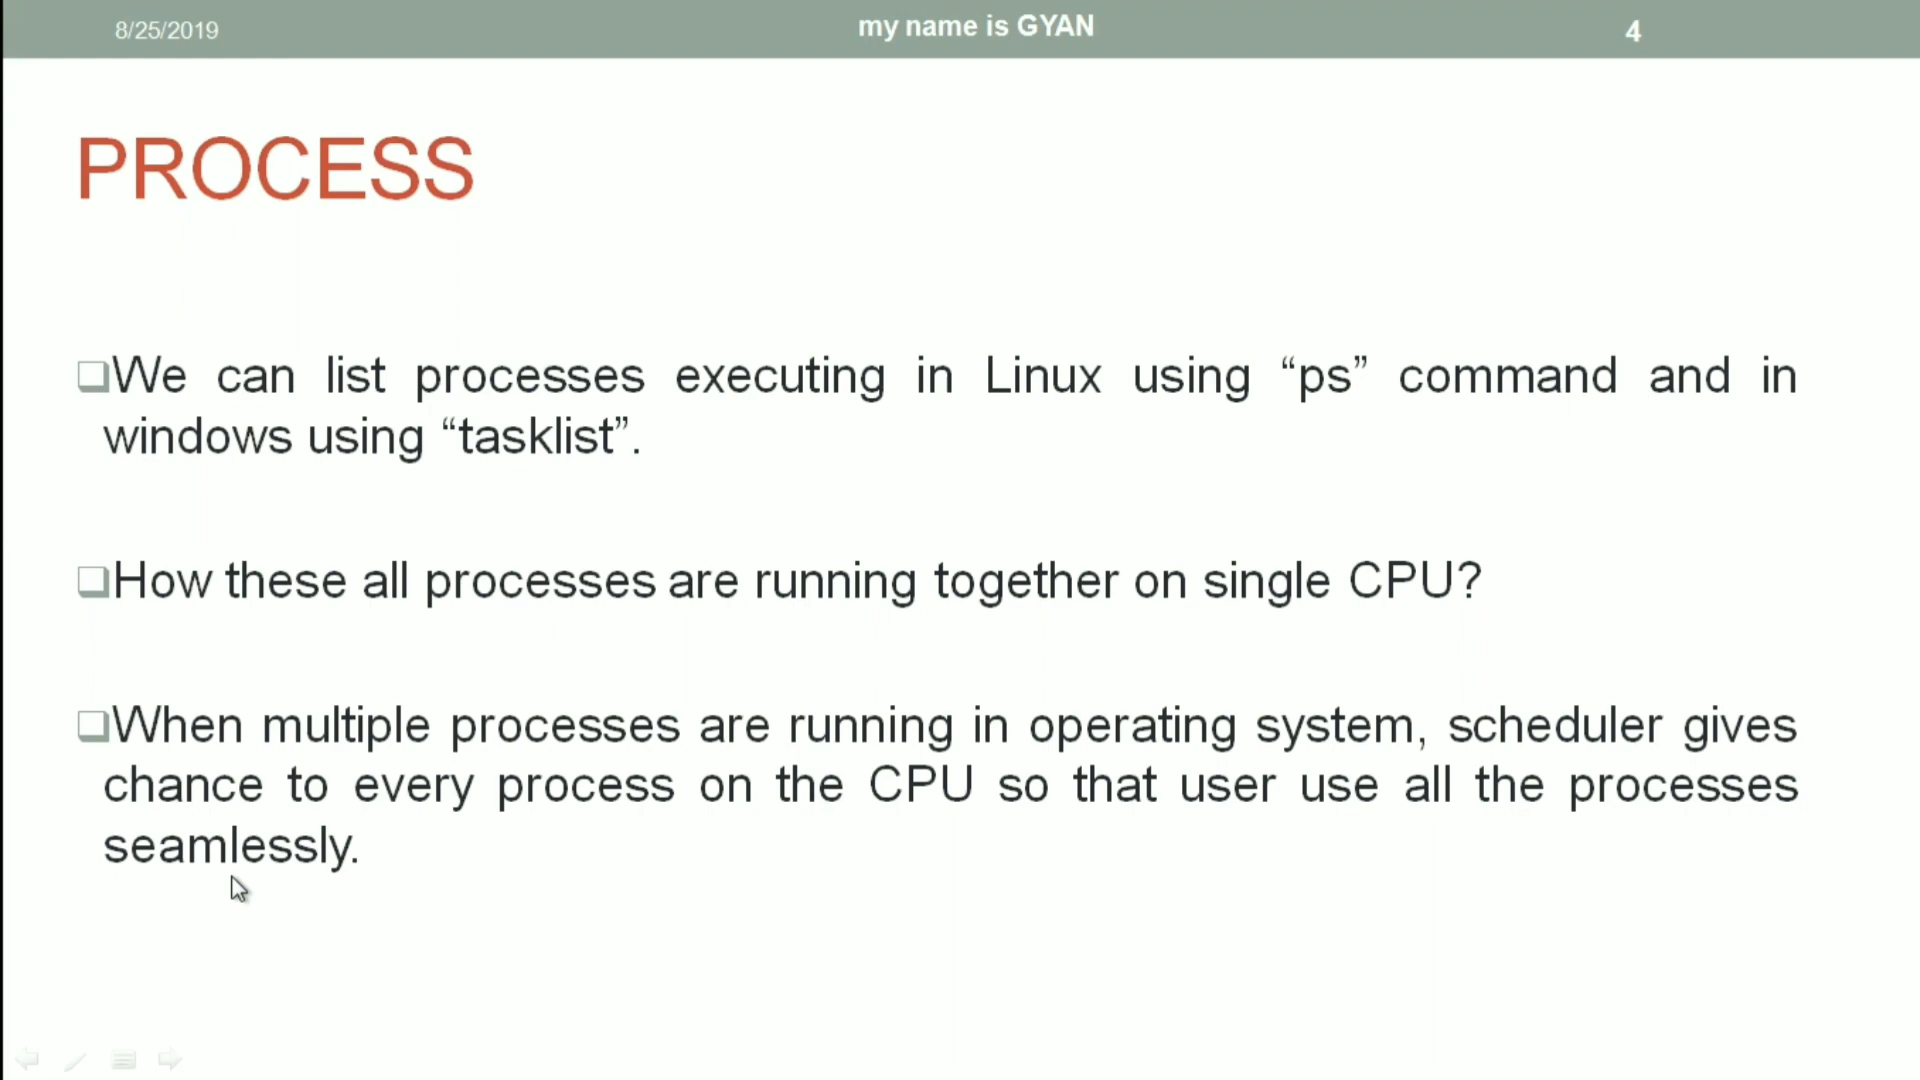 8/25/2019
my name is GYAN
4
PROCESS
We can list processes executing in Linux using “ps” command and in
windows using “tasklist”.
How these all processes are running together on single CPU?
When multiple processes are running in operating system, scheduler gives
chance to every process on the CPU so that user use all the processes
seamlessly.